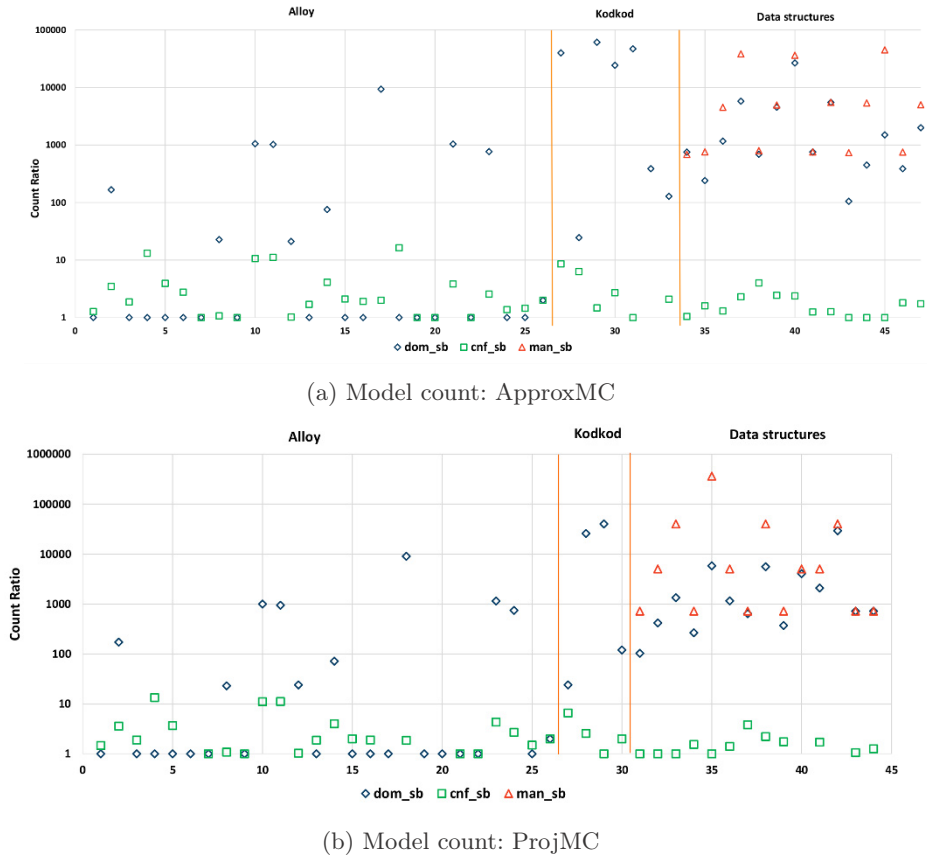 Alloy Kodkod Data structures
100000
10000
1000
100
10
1
Count Ratio
0 5 10 15 20 25 30 35 40 45
dom_sb cnf_sb man_sb
(a) Model count: ApproxMC
Alloy Kodkod Data structures
1000000
100000
10000
1000
100
10
1
Count Ratio
0 5 10 15 20 25 30 35 40 45
dom_sb cnf_sb man_sb
(b) Model count: ProjMC